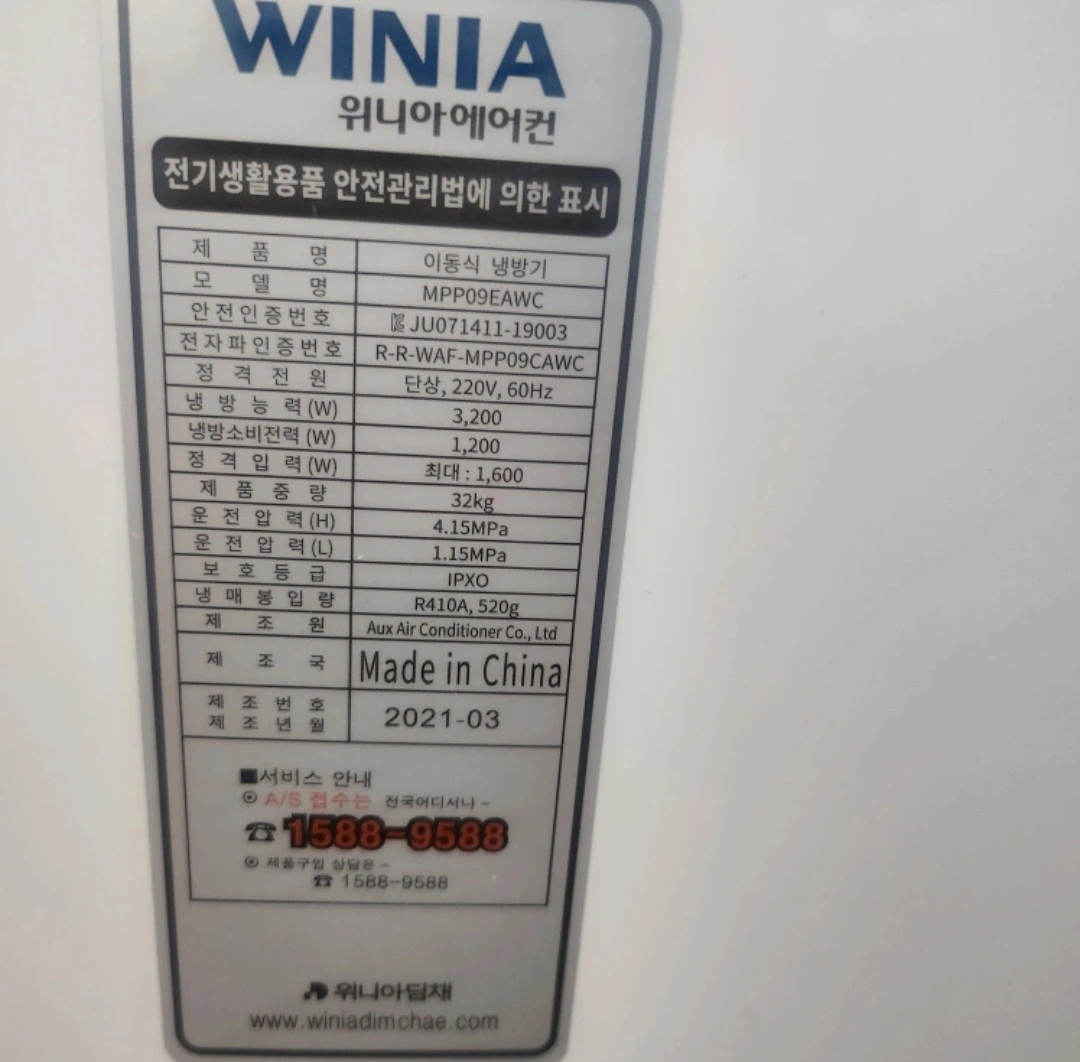 WINIA
위니아에어컨
전기생활용품 안전관리법에 의한 표시
제 품 명 이동식 냉방기
모 델 명 MPP09EAWC
안전인증번호 JU071411-19003
전자파인증번호 R-R-WAF-MPP09CAWC
정 격 전 원 단상, 220V, 60Hz
냉 방 능 력 (W) 3,200
냉방소비전력 (W) 1,200
정 격 입 력 (W) 최대 : 1,600
제 품 중 량 32kg
운 전 압 력 (H) 4.15MPa
운 전 압 력 (L) 1.15MPa
보 호 등 급 IPXO
냉 매 봉 입 량 R410A, 520g
제 조 원 Aux Air Conditioner Co., Ltd
제 조 국 Made in China
제 조 번 호
제 조 년 월 2021-03
■서비스 안내
⊙ A/S 접수는 전국어디서나 ~
☎ 1588-9588
⊙ 제품구입 상담은 ~
☎ 1588-9588
위니아딤채
www.winiadimchae.com